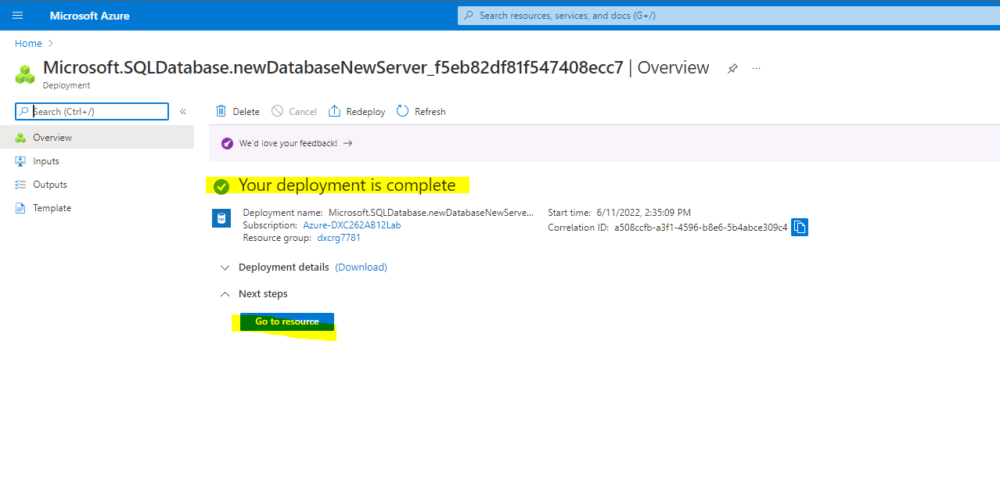 Microsoft Azure
Search resources, services, and docs (G+/)
Home
Microsoft.SQLDatabase.newDatabaseNewServer_f5eb82df81f547408ecc7 | Overview
Deployment
Search (Ctrl+/)
«
Delete
Cancel
Redeploy
Refresh
Overview
Inputs
Outputs
Template
We'd love your feedback! →
Your deployment is complete
Deployment name: Microsoft.SQLDatabase.newDatabaseNewServe...
Subscription: Azure-DXC262AB12Lab
Resource group: dxcrg7781
Start time: 6/11/2022, 2:35:09 PM
Correlation ID: a508ccfb-a3f1-4596-b8e6-5b4abce309c4
Deployment details (Download)
Next steps
Go to resource